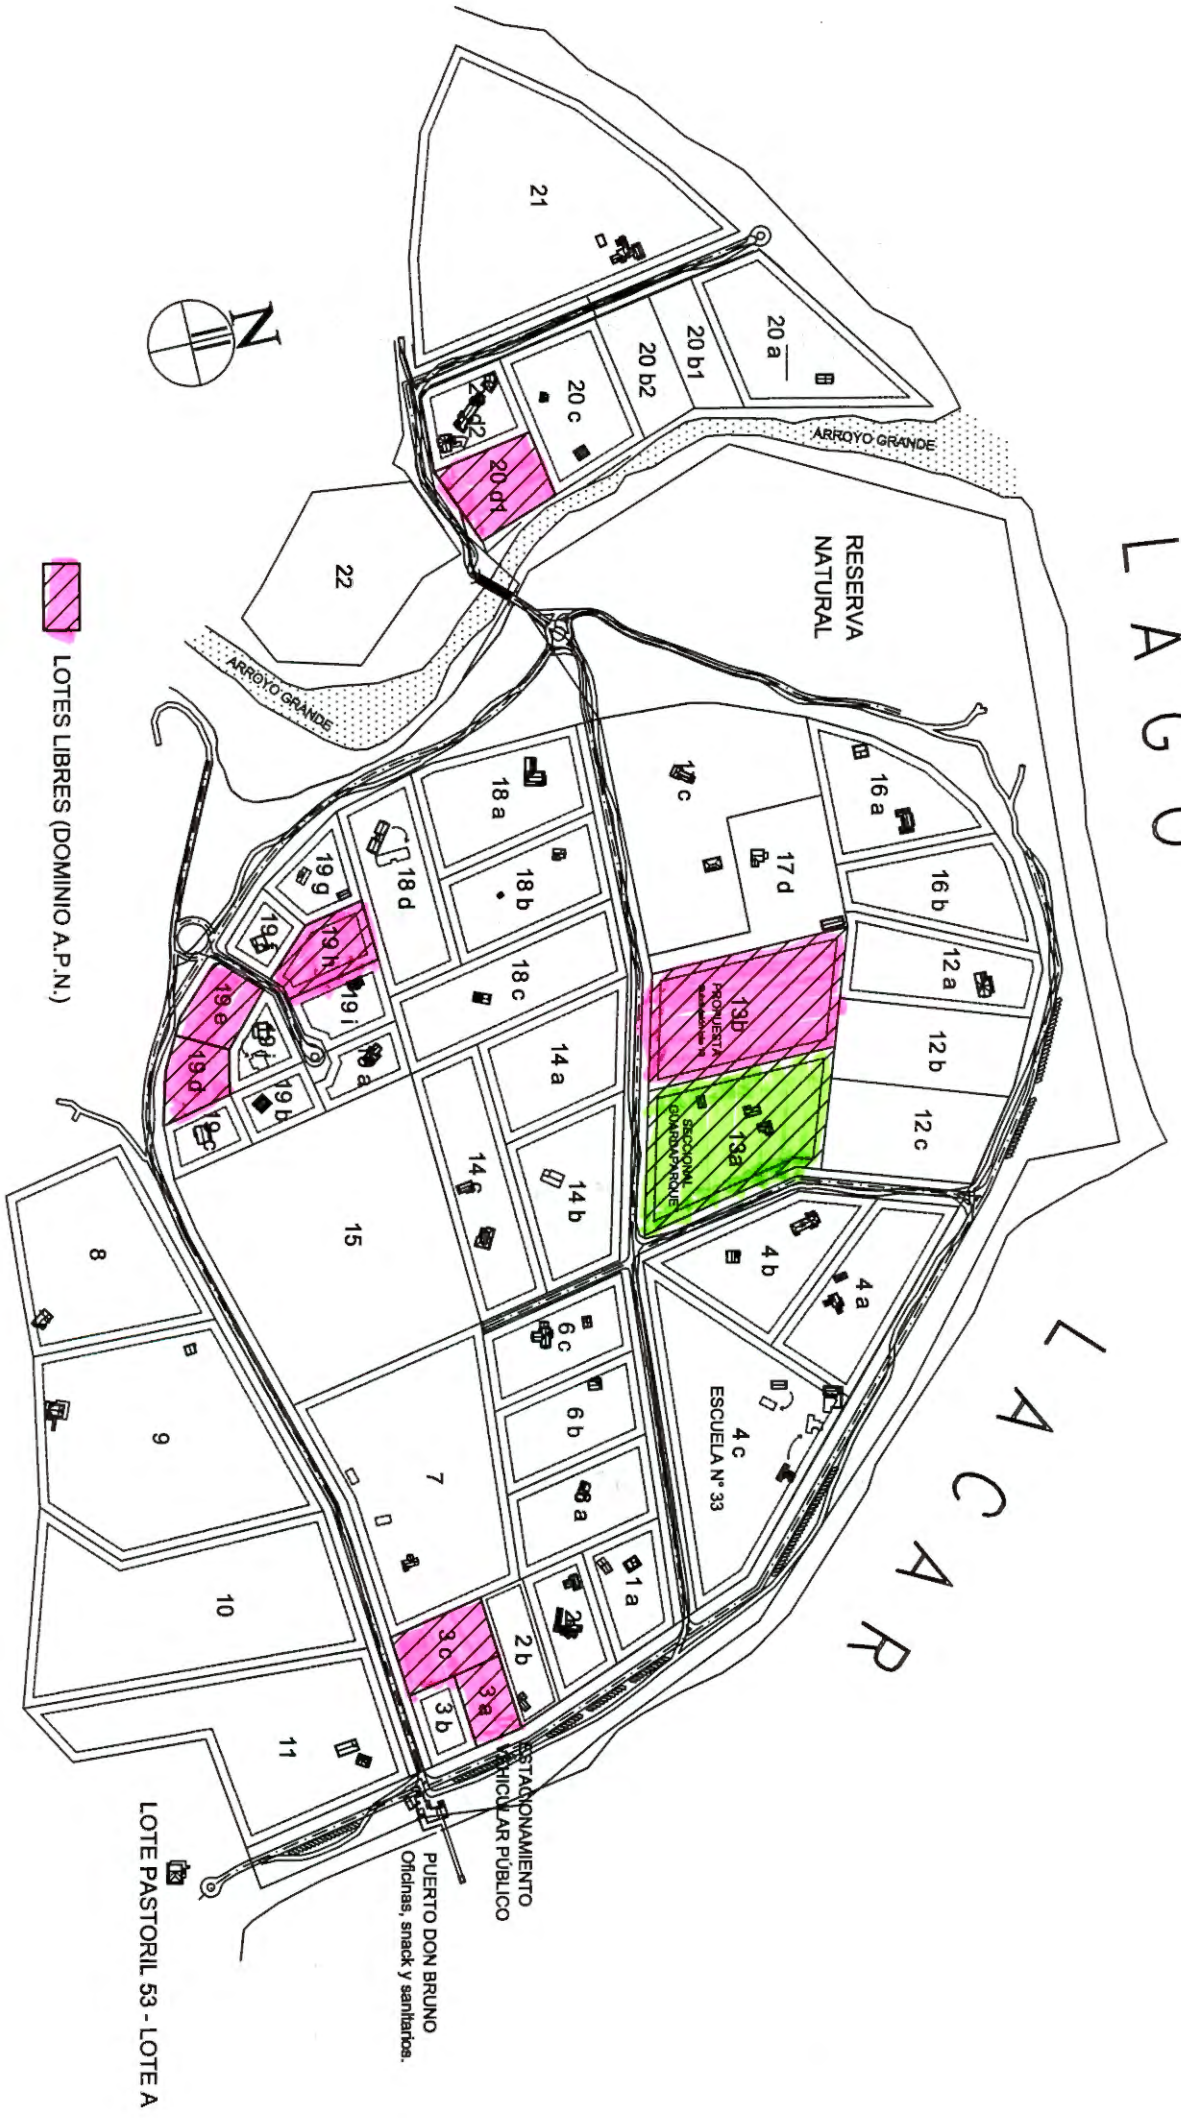 LAGO LACAR
N
21
20 a
20 b1
20 b2
20 c
d2
20 d1
22
ARROYO GRANDE
ARROYO GRANDE
RESERVA
NATURAL
16 a
16 b
17 d
12 a
12 b
12 c
13b
PROPUESTA
13a
SECCIONAL
GUARDAPARQUE
18 a
18 b
18 c
18 d
19 g
19 f
19 h
19 i
19 e
19 d
19 b
14 a
14 b
14 c
15
4 b
4 a
4 c
ESCUELA N° 33
6 c
6 b
6 a
1 a
2 b
3 c
3 a
3 b
7
8
9
10
11
ESTACIONAMIENTO
VEHICULAR PÚBLICO
PUERTO DON BRUNO
Oficinas, snack y sanitarios.
LOTE PASTORIL 53 - LOTE A
LOTES LIBRES (DOMINIO A.P.N.)